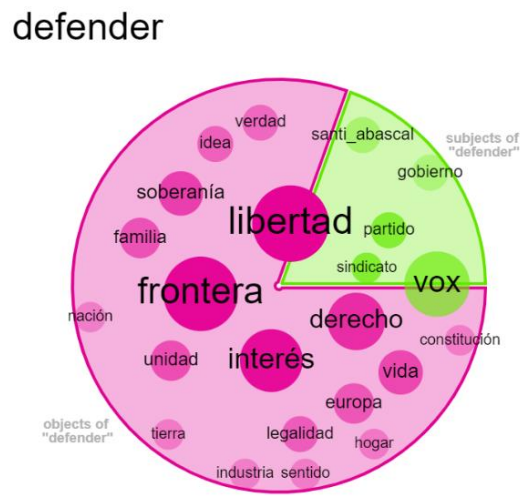 defender
verdad
santi_abascal
subjects of
"defender"
idea
gobierno
soberanía
libertad
partido
familia
sindicato
frontera
vox
nación
derecho
constitución
unidad
interés
vida
europa
objects of
"defender"
tierra
legalidad
hogar
industria
sentido